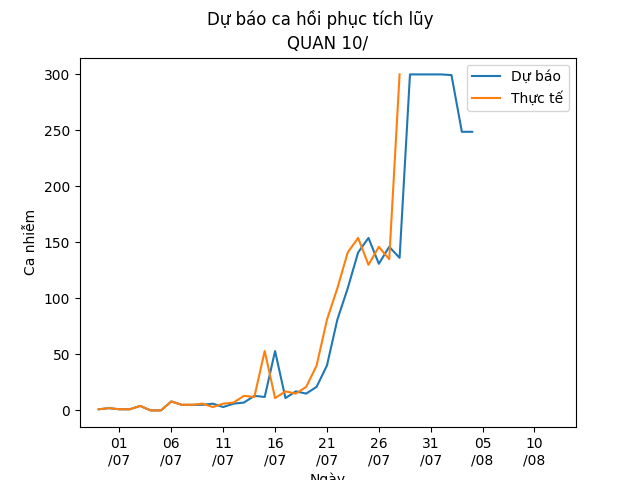 Dự báo ca hồi phục tích lũy
QUAN 10/
Dự báo
Thực tế
Ca nhiễm
300
250
200
150
100
50
0
01 06 11 16 21 26 31 05 10
/07 /07 /07 /07 /07 /07 /07 /08 /08
Ngày